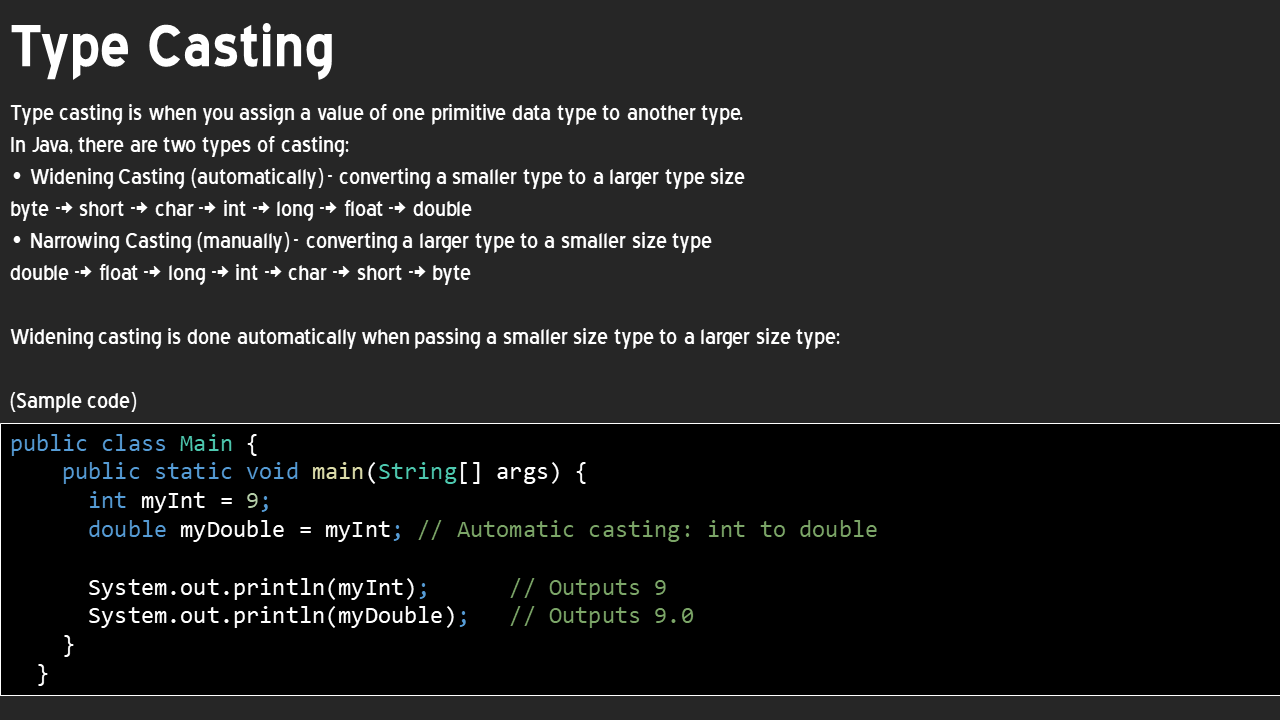 Type Casting
Type casting is when you assign a value of one primitive data type to another type.
In Java, there are two types of casting:
• Widening Casting (automatically) - converting a smaller type to a larger type size
byte -> short -> char -> int -> long -> float -> double
• Narrowing Casting (manually) - converting a larger type to a smaller size type
double -> float -> long -> int -> char -> short -> byte
Widening casting is done automatically when passing a smaller size type to a larger size type:
(Sample code)
public class Main {
    public static void main(String[] args) {
      int myInt = 9;
      double myDouble = myInt; // Automatic casting: int to double
      System.out.println(myInt);      // Outputs 9
      System.out.println(myDouble);   // Outputs 9.0
    }
  }